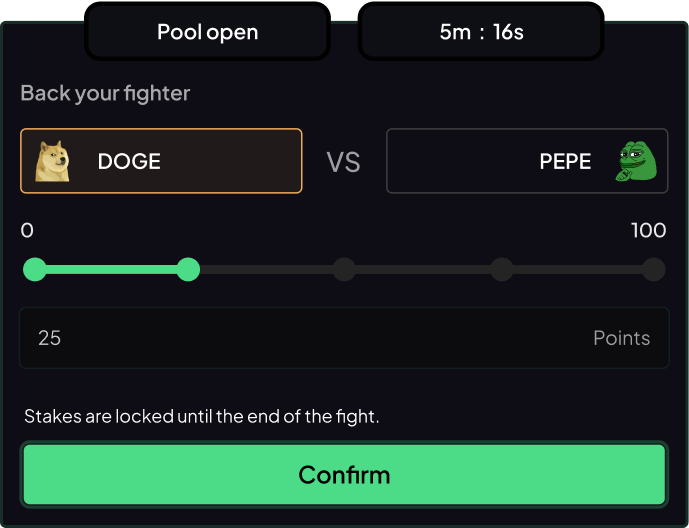 Pool open
5m : 16s
Back your fighter
DOGE
VS
PEPE
0
100
25
Points
Stakes are locked until the end of the fight.
Confirm